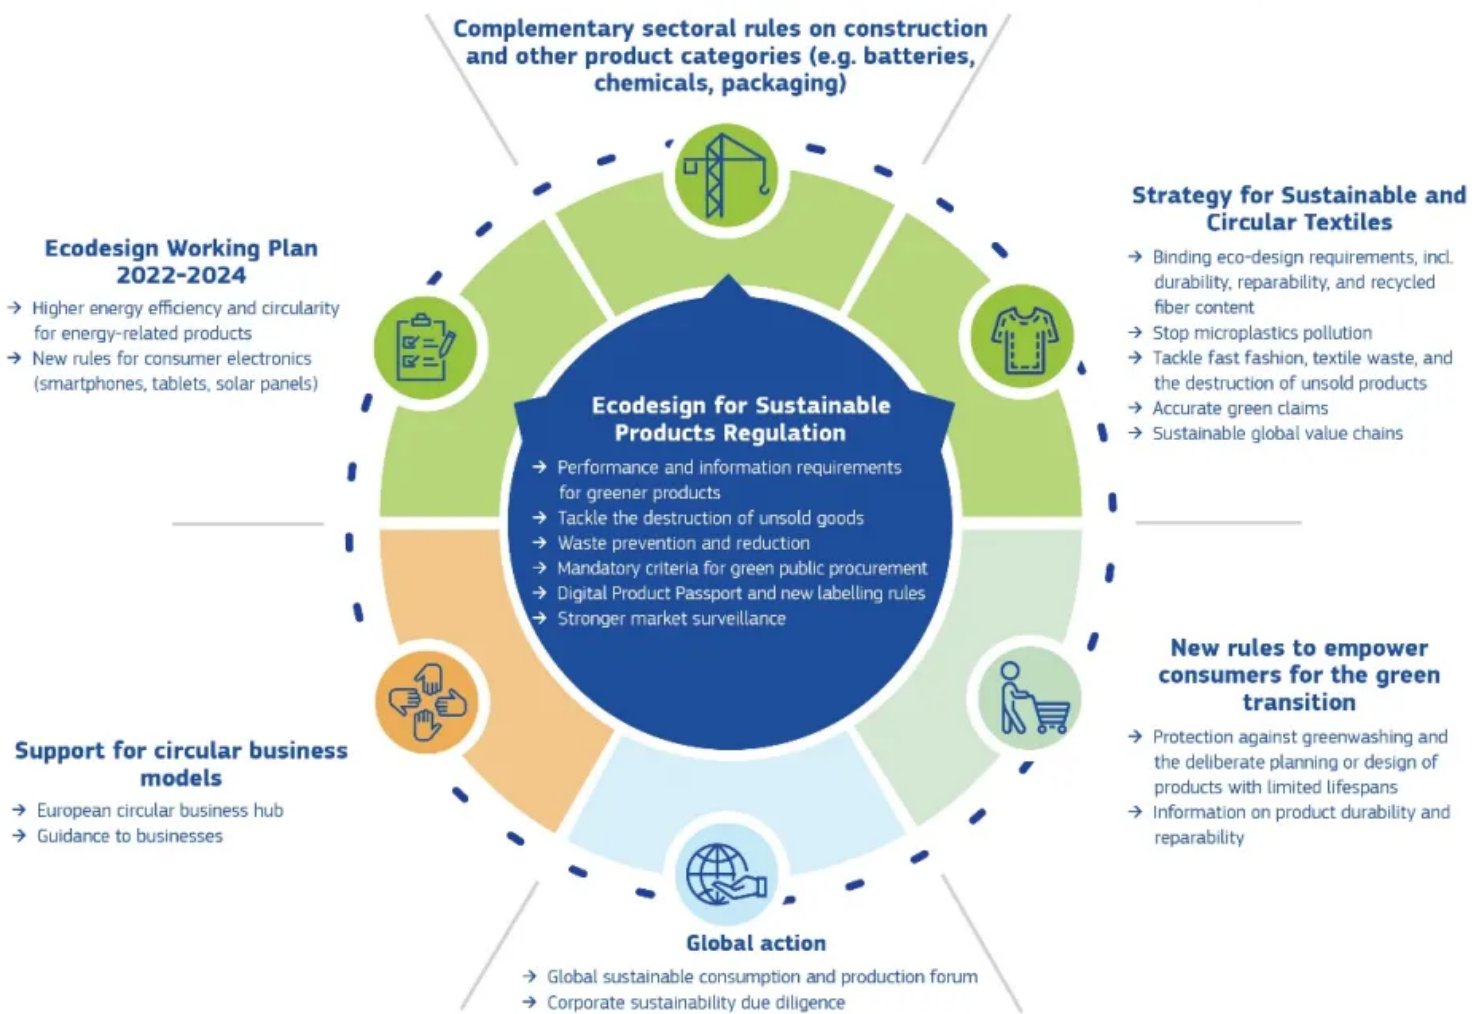 Complementary sectoral rules on construction
and other product categories (e.g. batteries,
chemicals, packaging)
Strategy for Sustainable and
Circular Textiles
→ Binding eco-design requirements, incl.
durability, reparability, and recycled
fiber content
→ Stop microplastics pollution
→ Tackle fast fashion, textile waste, and
the destruction of unsold products
→ Accurate green claims
→ Sustainable global value chains
Ecodesign Working Plan
2022-2024
→ Higher energy efficiency and circularity
for energy-related products
→ New rules for consumer electronics
(smartphones, tablets, solar panels)
Ecodesign for Sustainable
Products Regulation
→ Performance and information requirements
for greener products
→ Tackle the destruction of unsold goods
→ Waste prevention and reduction
→ Mandatory criteria for green public procurement
→ Digital Product Passport and new labelling rules
→ Stronger market surveillance
New rules to empower
consumers for the green
transition
→ Protection against greenwashing and
the deliberate planning or design of
products with limited lifespans
→ Information on product durability and
reparability
Support for circular business
models
→ European circular business hub
→ Guidance to businesses
Global action
→ Global sustainable consumption and production forum
→ Corporate sustainability due diligence